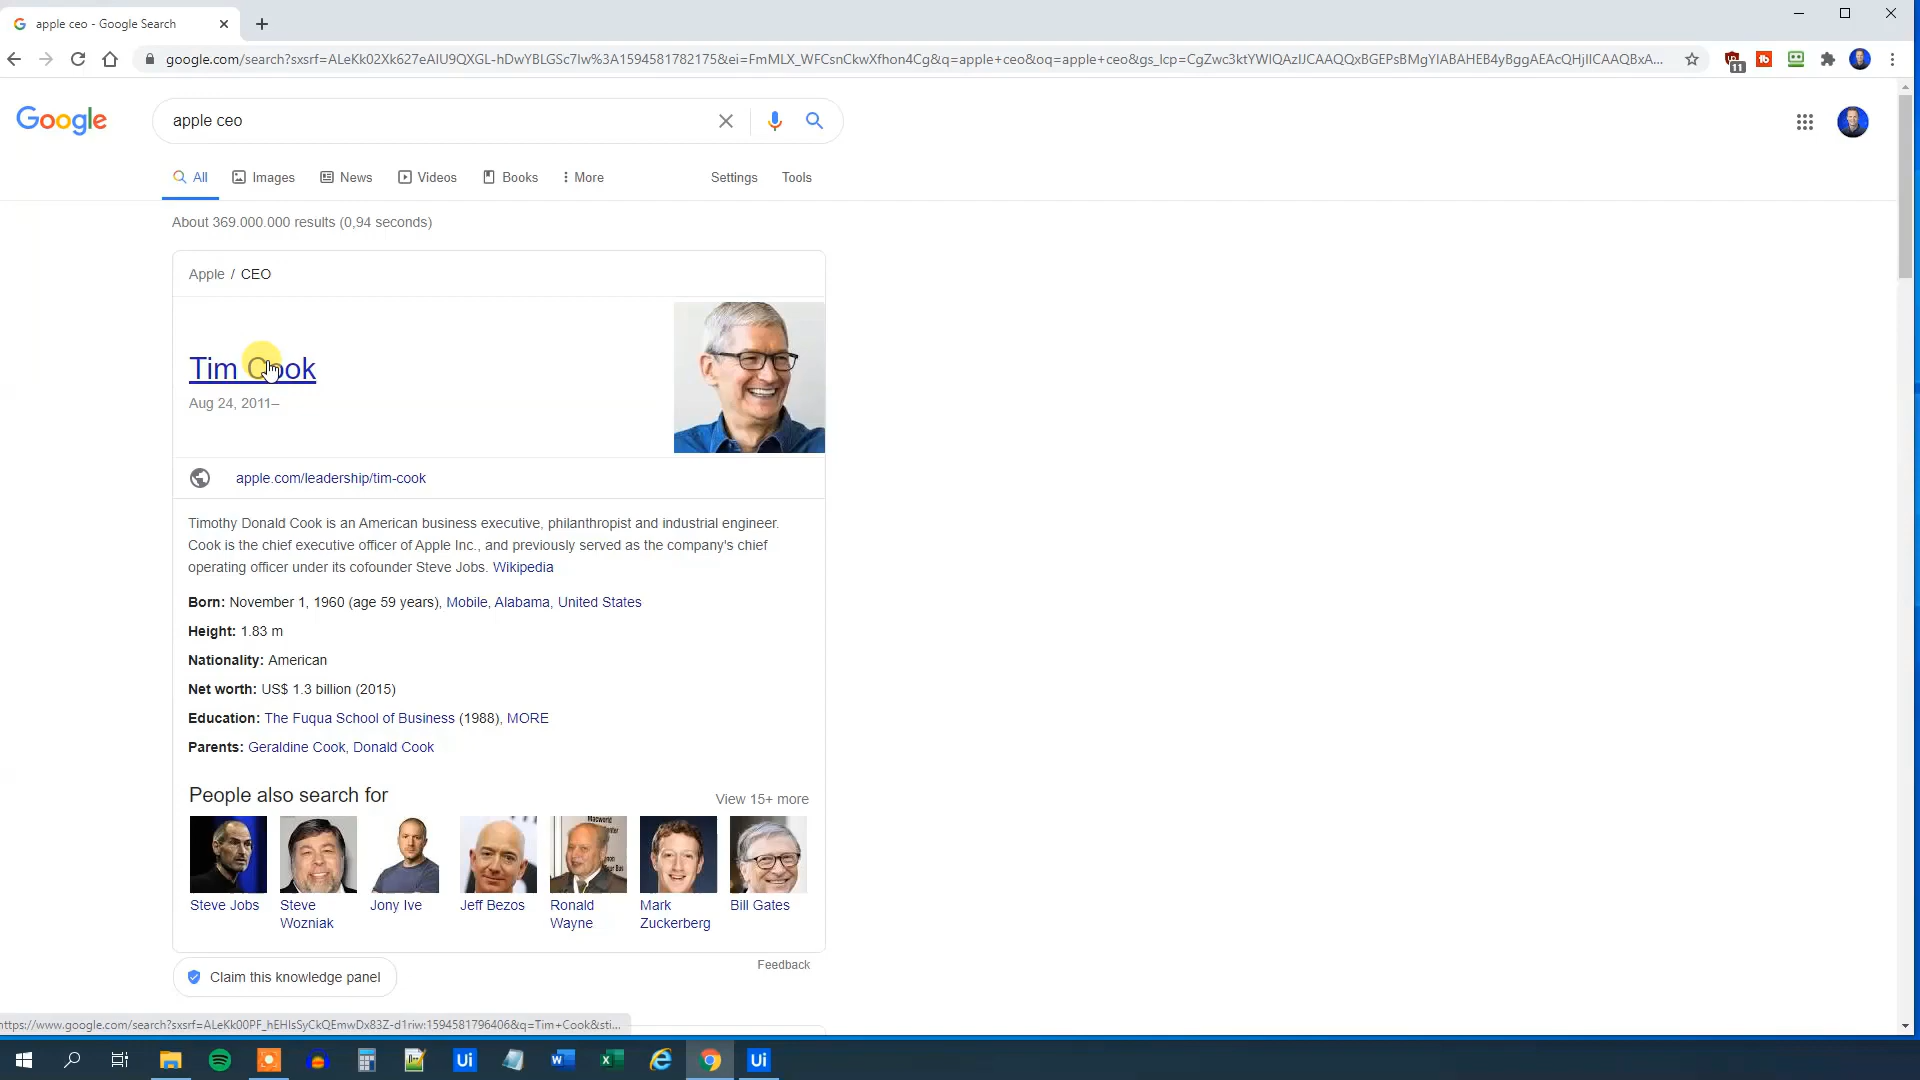 apple ceo - Google Search
google.com/search?sxsrf=ALeKk02Xk627eAIU9QXGL-hDwYBLGSc7lw%3A1594581782175&ei=FmMLX_WFCsnCkwXfhon4Cg&q=apple+ceo&oq=apple+ceo&gs_lcp=CgZwc3ktYWIQAzIJCAAQQxBGEPsBMgYIABAHEB4yBggAEAcQHjIICAAQBxA...
11
Google
apple ceo
All
Images
News
Videos
Books
More
Settings
Tools
About 369.000.000 results (0,94 seconds)
Apple / CEO
Tim Cook
Aug 24, 2011–
apple.com/leadership/tim-cook
Timothy Donald Cook is an American business executive, philanthropist and industrial engineer.
Cook is the chief executive officer of Apple Inc., and previously served as the company's chief
operating officer under its cofounder Steve Jobs. Wikipedia
Born: November 1, 1960 (age 59 years), Mobile, Alabama, United States
Height: 1.83 m
Nationality: American
Net worth: US$ 1.3 billion (2015)
Education: The Fuqua School of Business (1988), MORE
Parents: Geraldine Cook, Donald Cook
People also search for
View 15+ more
Steve Jobs
Steve
Wozniak
Jony Ive
Jeff Bezos
Ronald
Wayne
Mark
Zuckerberg
Bill Gates
Feedback
Claim this knowledge panel
https://www.google.com/search?sxsrf=ALeKk00PF_hEHIsSyCkQEmwDx83Z-d1riw:1594581796406&q=Tim+Cook&sti...
Ui
Ui